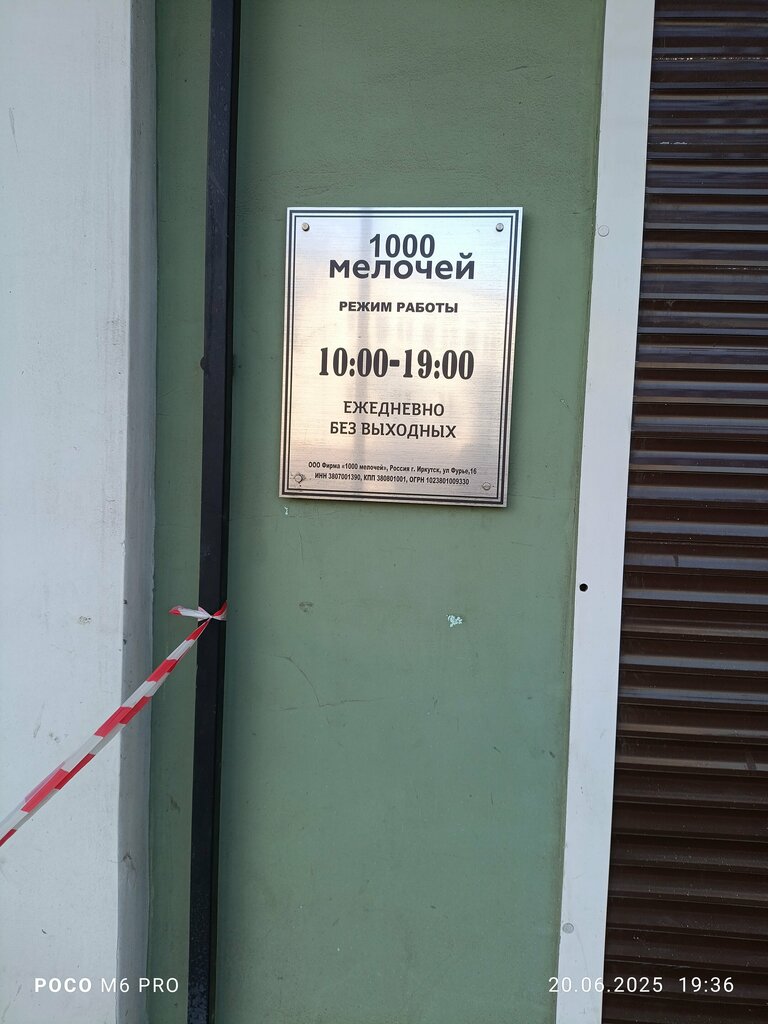 1000
мелочей
РЕЖИМ РАБОТЫ
10:00-19:00
ЕЖЕДНЕВНО
БЕЗ ВЫХОДНЫХ
ООО Фирма «1000 мелочей», Россия г. Иркутск, ул Фурье,16
ИНН 3807001390, КПП 380801001, ОГРН 1023801009330
POCO M6 PRO
20.06.2025 19:36